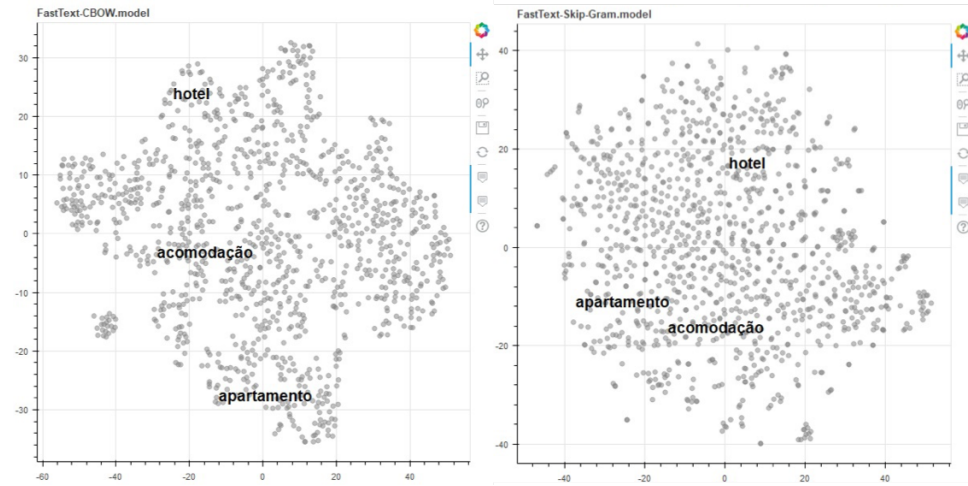 FastText-CBOW.model
30
20
10
0
-10
-20
-30
-60
-40
-20
0
20
40
hotel
acomodação
apartamento
FastText-Skip-Gram.model
40
20
0
-20
-40
-40
-20
0
20
40
hotel
apartamento
acomodação